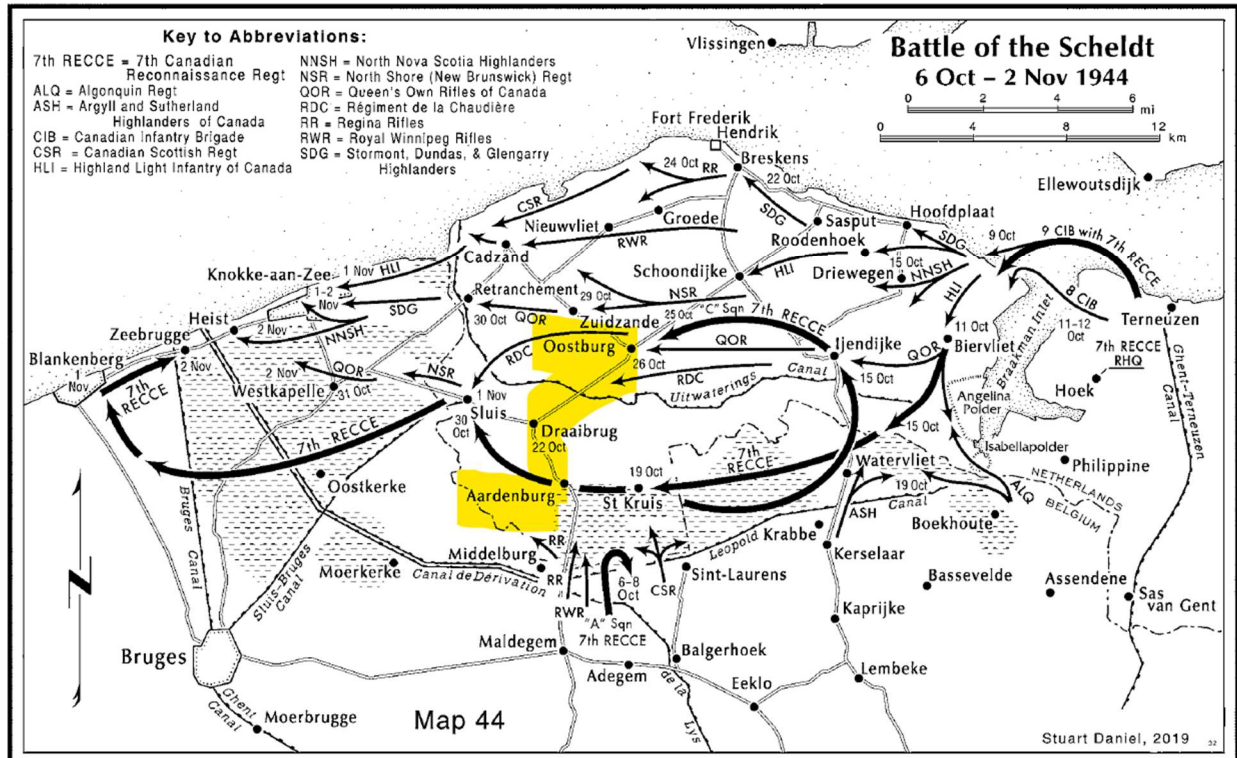 Key to Abbreviations:
7th RECCE = 7th Canadian
Reconnaissance Regt
ALQ = Algonquin Regt
ASH = Argyll and Sutherland
Highlanders of Canada
CIB = Canadian Infantry Brigade
CSR = Canadian Scottish Regt
HLI = Highland Light Infantry of Canada
NNSH = North Nova Scotia Highlanders
NSR = North Shore (New Brunswick) Regt
QOR = Queen's Own Rifles of Canada
RDC = Régiment de la Chaudière
RR = Regina Rifles
RWR = Royal Winnipeg Rifles
SDG = Stormont, Dundas, & Glengarry
Highlanders
Vlissingen
Battle of the Scheldt
6 Oct – 2 Nov 1944
0 2 4 6
mi
0 4 8 12
km
Fort Frederik
Hendrik
Breskens
22 Oct
24 Oct
RR
CSR
SDG
Ellewoutsdijk
Nieuwvliet
Groede
Sasput
Hoofdplaat
RWR
Roodenhoek
SDG
9 Oct
9 CIB with 7th RECCE
Cadzand
15 Oct
NNSH
Driewegen
HLI
Schoondijke
HLI
8 CIB
11–12
Oct
Terneuzen
Knokke-aan-Zee
1 Nov
HLI
1–2
Nov
Retranchement
29 Oct
NSR
25 Oct
"C" Sqn
7th RECCE
SDG
30 Oct
QOR
Zuidzande
Heist
NNSH
2 Nov
Zeebrugge
2 Nov
Blankenberg
1
Nov
7th
RECCE
Oostburg
26 Oct
RDC
QOR
Ijendijke
15 Oct
Canal
QOR
11 Oct
Biervliet
Braakman Inlet
7th RECCE
RHQ
Hoek
Ghent-Terneuzen
Canal
2 Nov
QOR
Westkapelle
31 Oct
NSR
1 Nov
Sluis
30
Oct
RDC
Uitwaterings
Angelina
Polder
15 Oct
Isabellapolder
Draaibrug
22 Oct
7th RECCE
7th
RECCE
19 Oct
St Kruis
Aardenburg
Watervliet
19 Oct
ALQ
Philippine
NETHERLANDS
BELGIUM
Oostkerke
ASH
Canal
Boekhoute
Krabbe
Leopold
Kerselaar
Bruges
Canal
Sluis-Bruges
Canal
Moerkerke
Middelburg
Canal de Dérivation
RR
RR
RWR
6–8
Oct
CSR
Sint-Laurens
"A" Sqn
7th RECCE
Bassevelde
Assendene
Sas
van Gent
Kaprijke
N
Bruges
Maldegem
Adegem
Balgerhoek
de la
Lys
Eeklo
Lembeke
Ghent
Canal
Moerbrugge
Map 44
Stuart Daniel, 2019
32